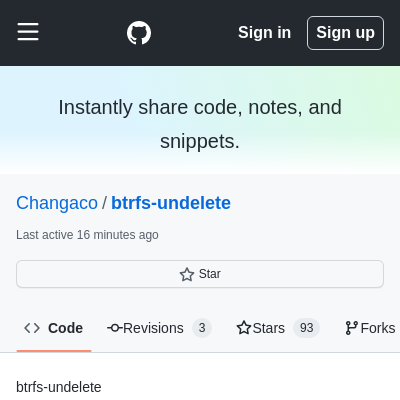 Sign in Sign up
Instantly share code, notes, and
snippets.
Changaco / btrfs-undelete
Last active 16 minutes ago
Star
Code Revisions 3 Stars 93 Forks
btrfs-undelete